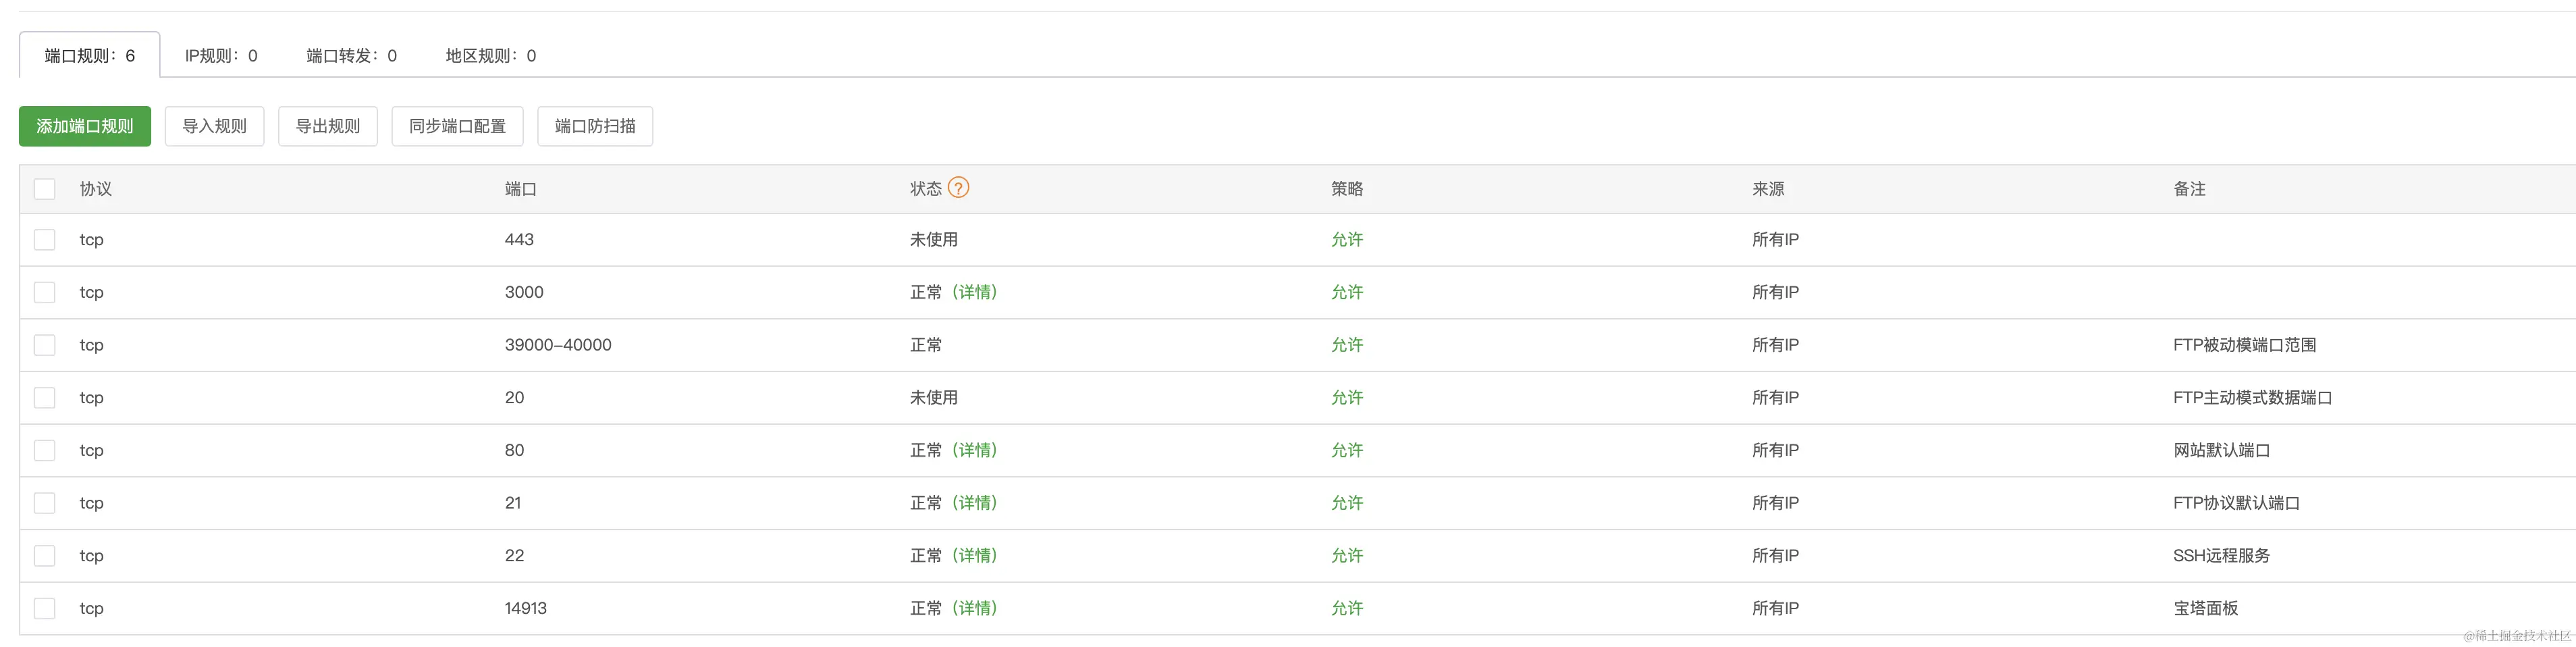 端口规则：6 IP规则：0 端口转发：0 地区规则：0
添加端口规则 导入规则 导出规则 同步端口配置 端口防扫描
协议 端口 状态 ? 策略 来源 备注
tcp 443 未使用 允许 所有IP
tcp 3000 正常（详情） 允许 所有IP
tcp 39000-40000 正常 允许 所有IP FTP被动模端口范围
tcp 20 未使用 允许 所有IP FTP主动模式数据端口
tcp 80 正常（详情） 允许 所有IP 网站默认端口
tcp 21 正常（详情） 允许 所有IP FTP协议默认端口
tcp 22 正常（详情） 允许 所有IP SSH远程服务
tcp 14913 正常（详情） 允许 所有IP 宝塔面板
@稀土掘金技术社区